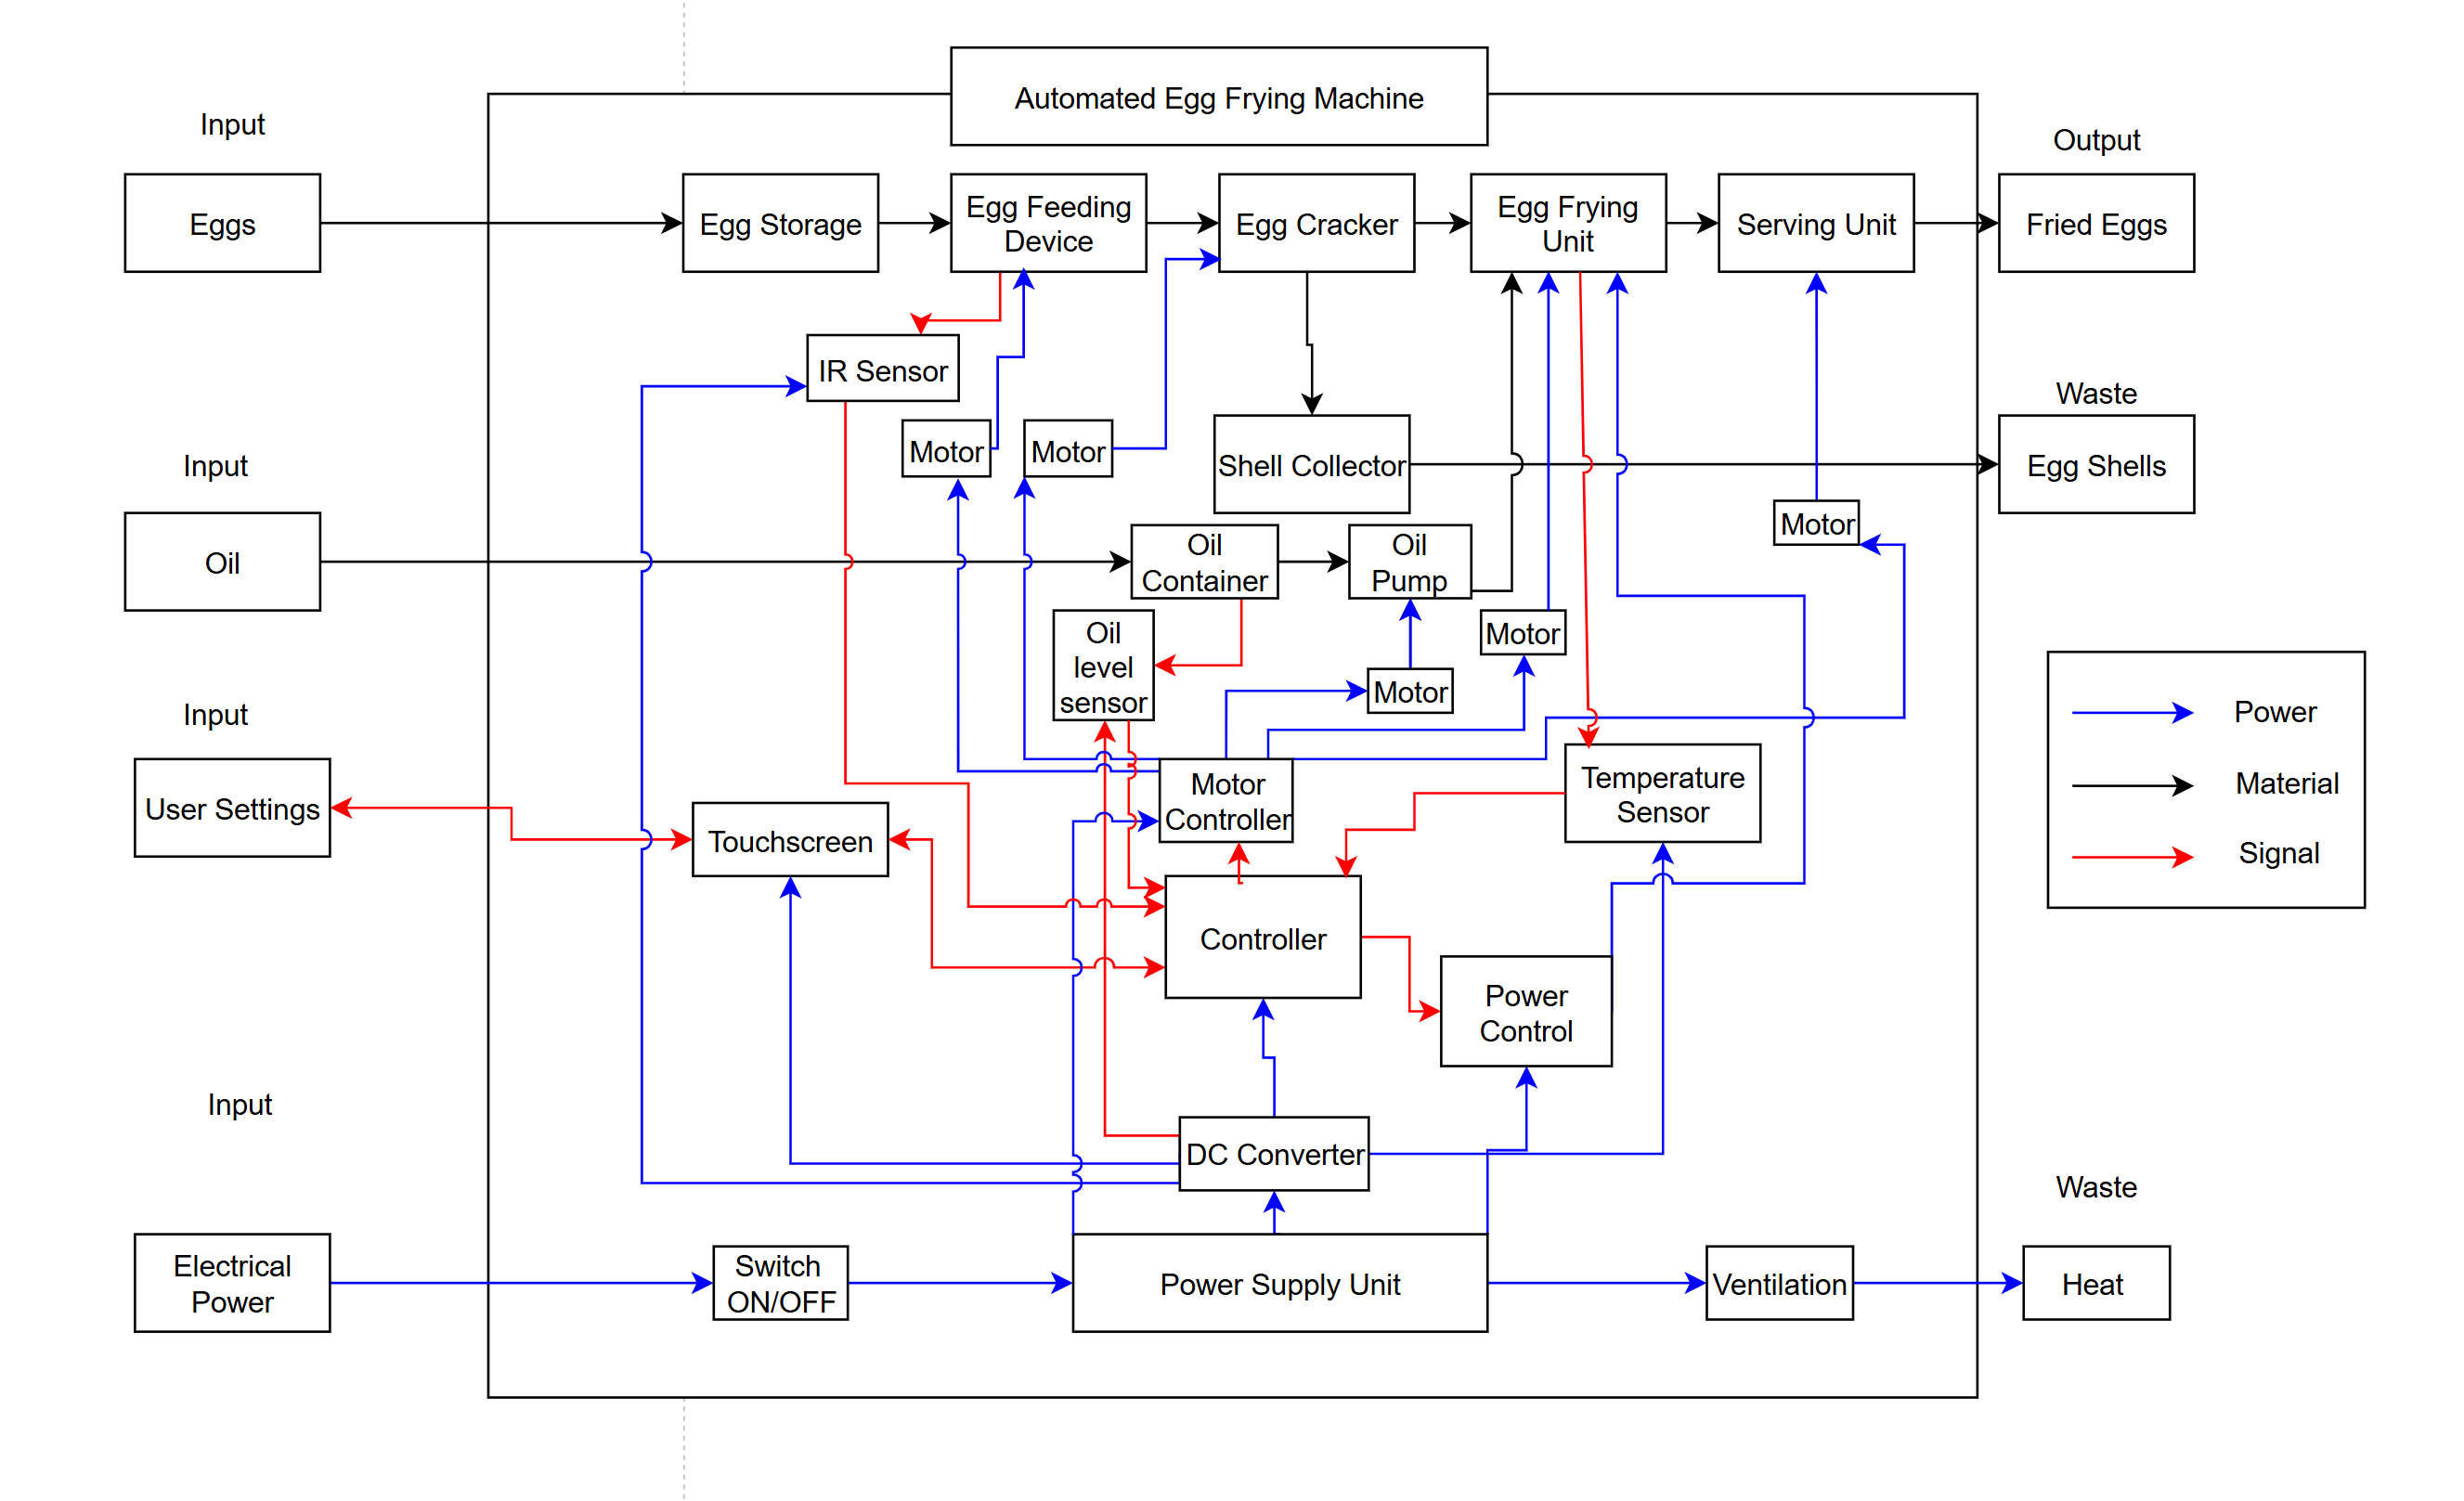 Automated Egg Frying Machine
Input
Output
Eggs
Egg Storage
Egg Feeding
Device
Egg Cracker
Egg Frying
Unit
Serving Unit
Fried Eggs
IR Sensor
Waste
Motor
Motor
Input
Shell Collector
Egg Shells
Motor
Oil
Oil
Container
Oil
Pump
Oil
level
sensor
Motor
Motor
Input
User Settings
Touchscreen
Motor
Controller
Temperature
Sensor
Power
Material
Signal
Controller
Power
Control
Input
DC Converter
Waste
Electrical
Power
Switch
ON/OFF
Power Supply Unit
Ventilation
Heat